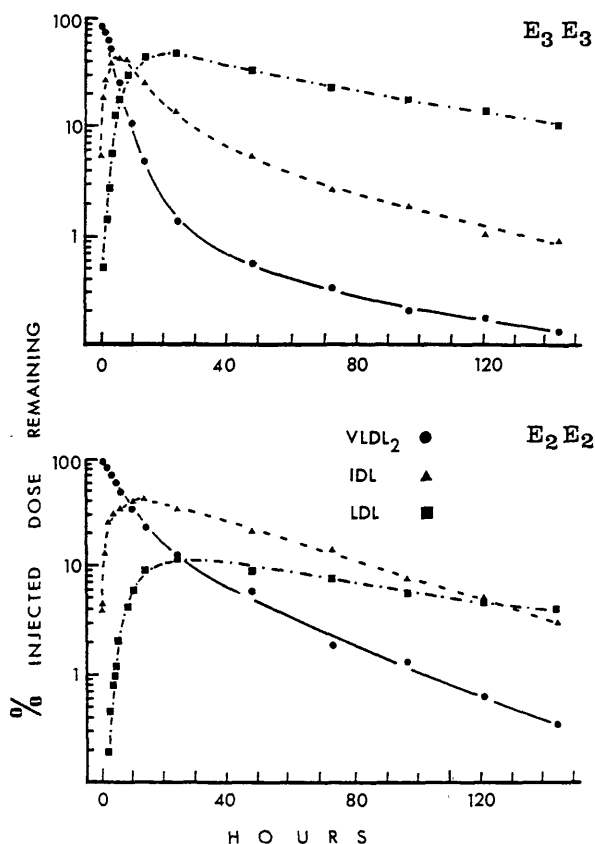 E₃ E₃
100
10
1
0 40 80 120
% INJECTED DOSE REMAINING
VLDL₂
IDL
LDL
E₂ E₂
100
10
1
0 40 80 120
HOURS